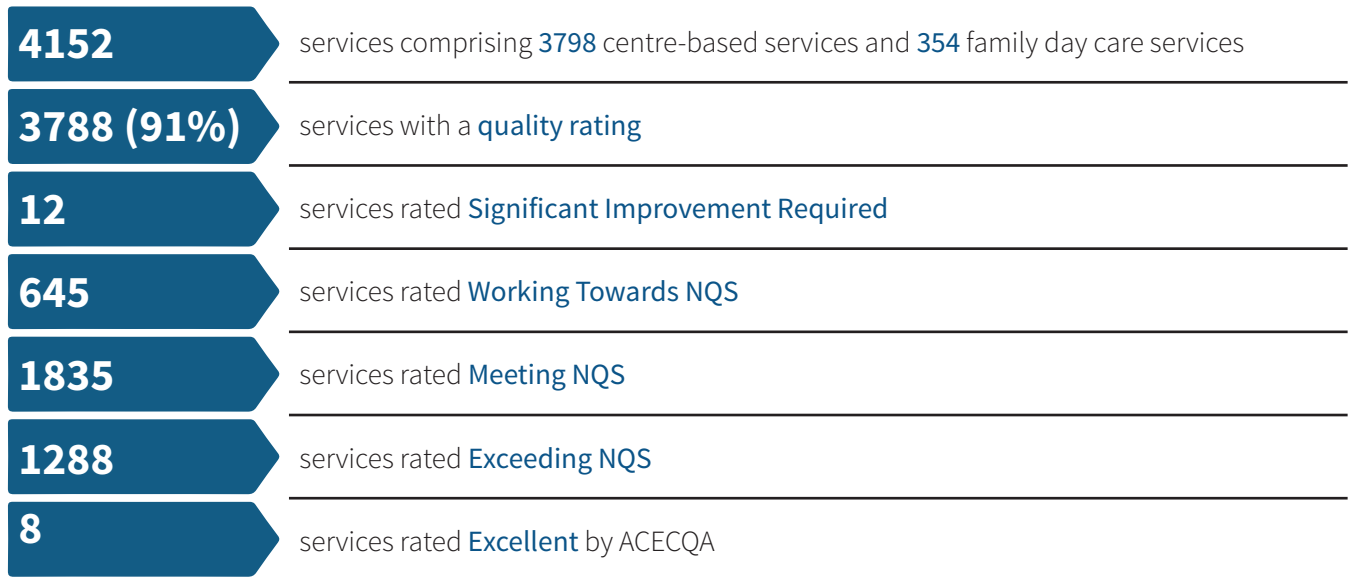 4152 services comprising 3798 centre-based services and 354 family day care services
3788 (91%) services with a quality rating
12 services rated Significant Improvement Required
645 services rated Working Towards NQS
1835 services rated Meeting NQS
1288 services rated Exceeding NQS
8 services rated Excellent by ACECQA